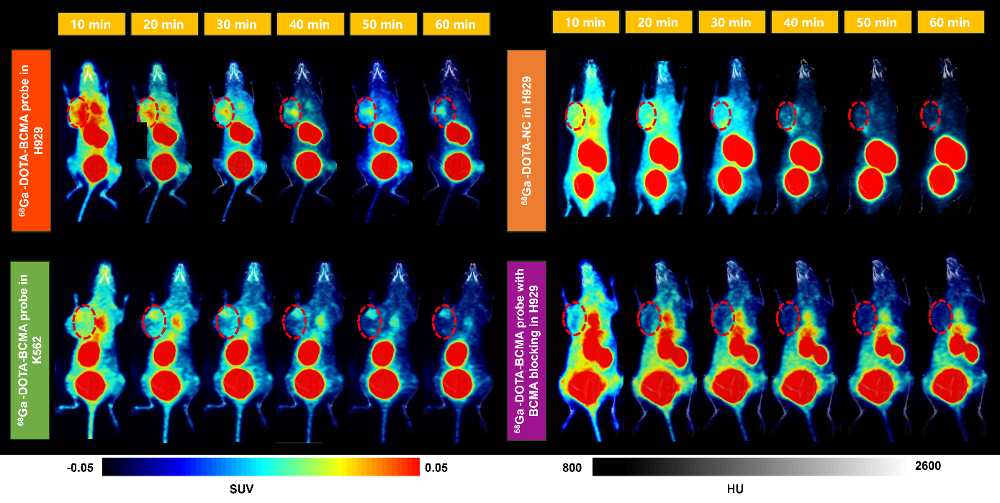 10 min 20 min 30 min 40 min 50 min 60 min
10 min 20 min 30 min 40 min 50 min 60 min
68Ga -DOTA-BCMA probe in
H929
68Ga -DOTA-NC in H929
68Ga -DOTA-BCMA probe in
K562
68Ga -DOTA-BCMA probe with
BCMA blocking in H929
-0.05 0.05
SUV
800 2600
HU